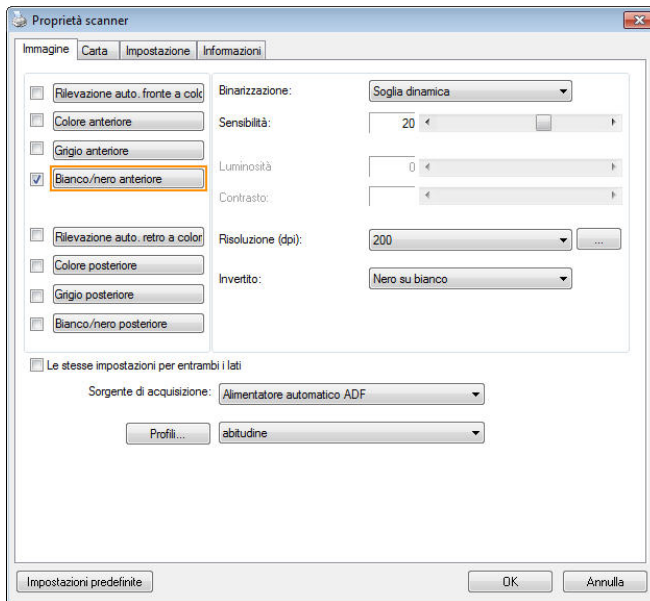 Proprietà scanner
Immagine Carta Impostazione Informazioni
Rilevazione auto. fronte a colo Binarizzazione: Soglia dinamica
Colore anteriore Sensibilità: 20
Grigio anteriore
Luminosità 0
Bianco/nero anteriore
Contrasto:
Rilevazione auto. retro a color Risoluzione (dpi): 200 ...
Colore posteriore
Invertito: Nero su bianco
Grigio posteriore
Bianco/nero posteriore
Le stesse impostazioni per entrambi i lati
Sorgente di acquisizione: Alimentatore automatico ADF
Profili... abitudine
Impostazioni predefinite OK Annulla